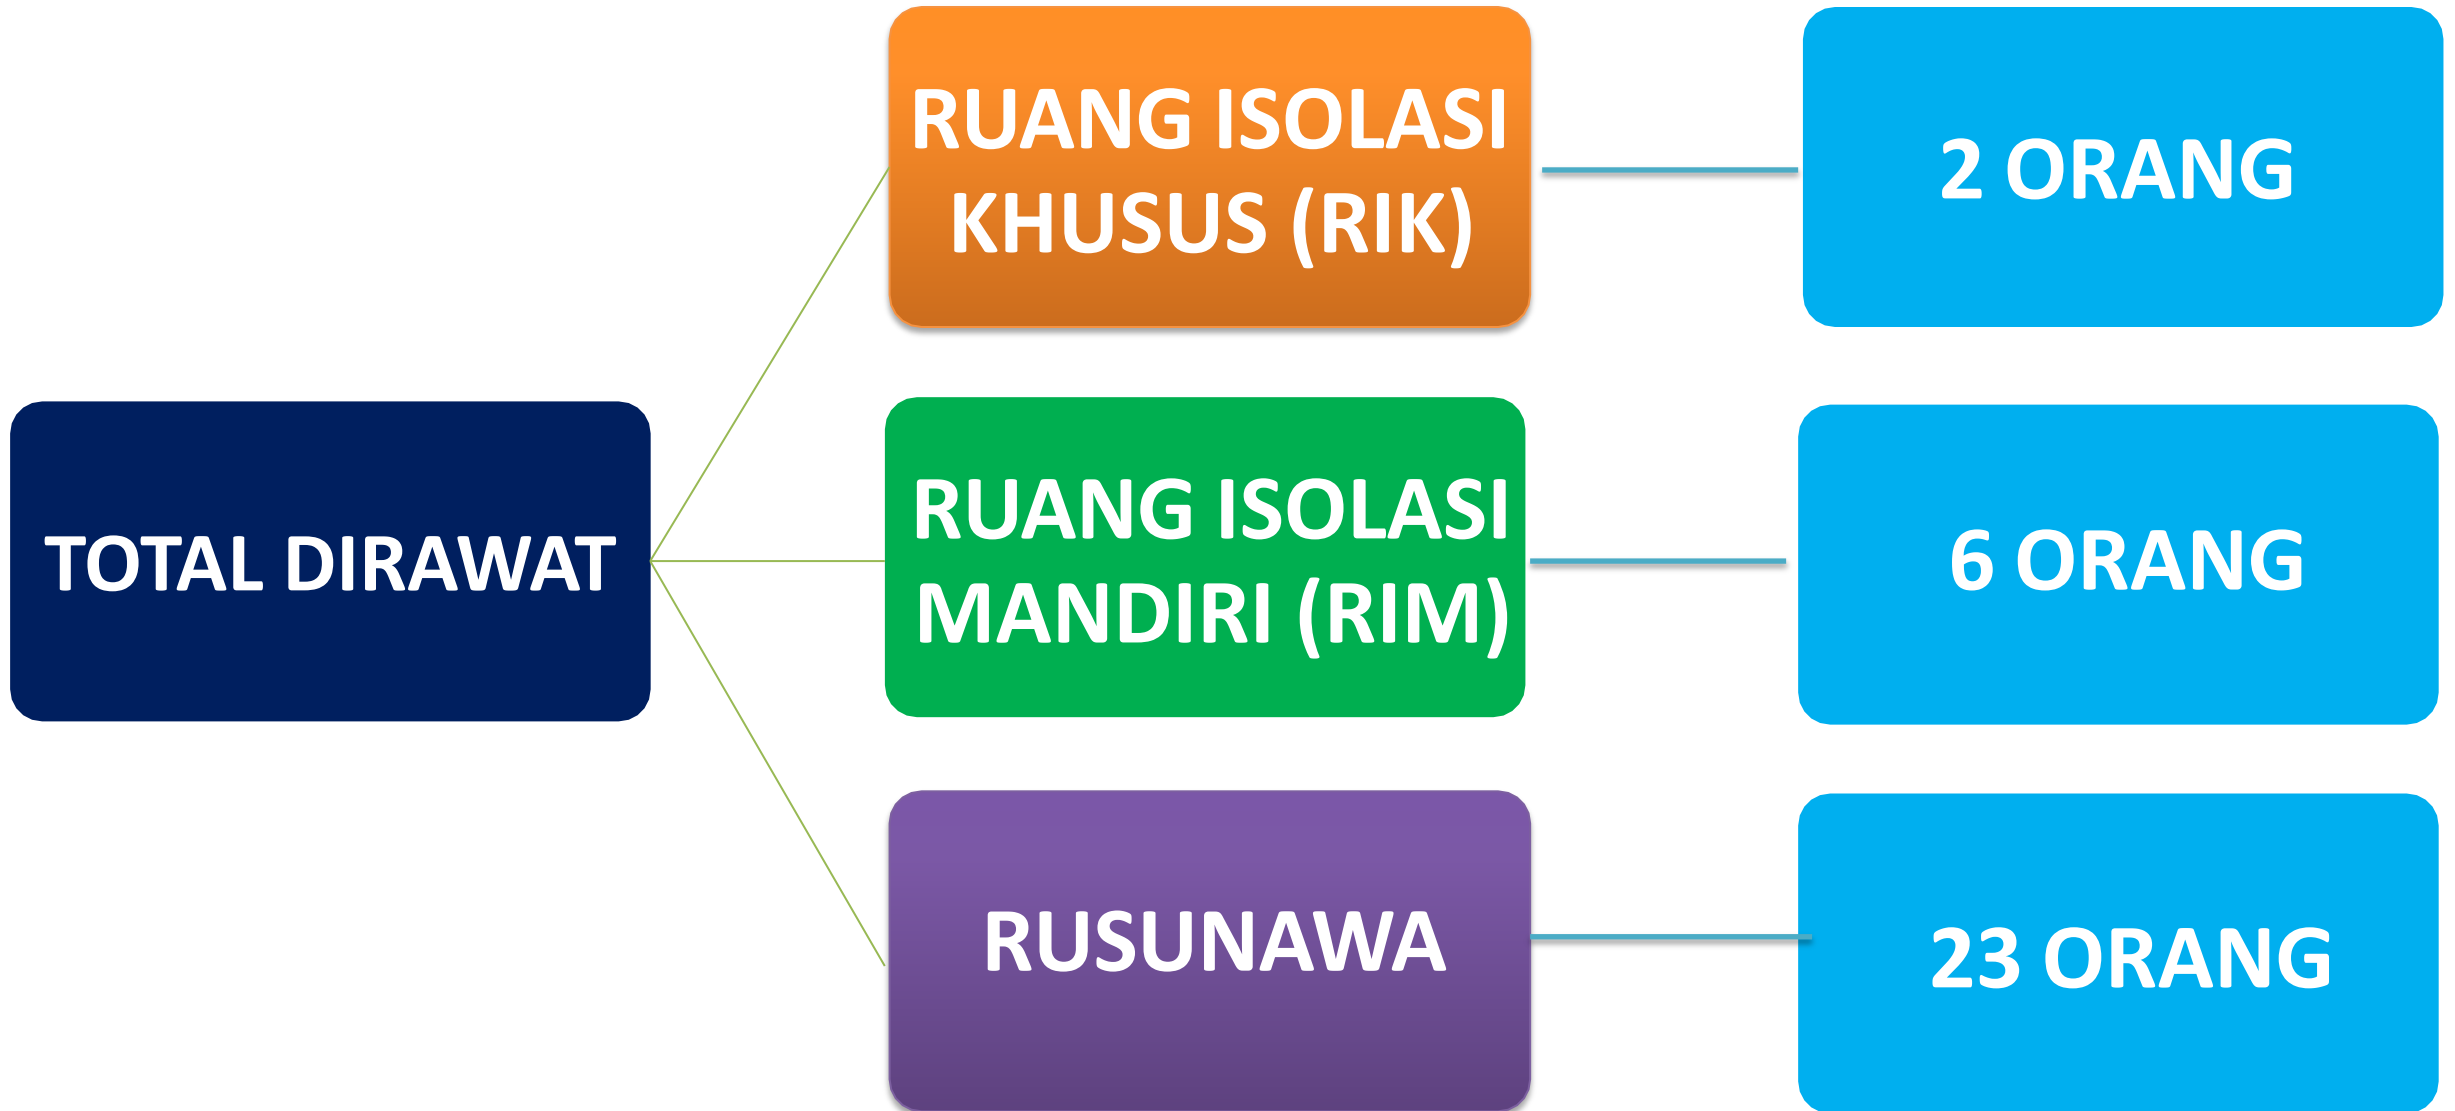 TOTAL DIRAWAT
RUANG ISOLASI
KHUSUS (RIK)
2 ORANG
RUANG ISOLASI
MANDIRI (RIM)
6 ORANG
RUSUNAWA
23 ORANG